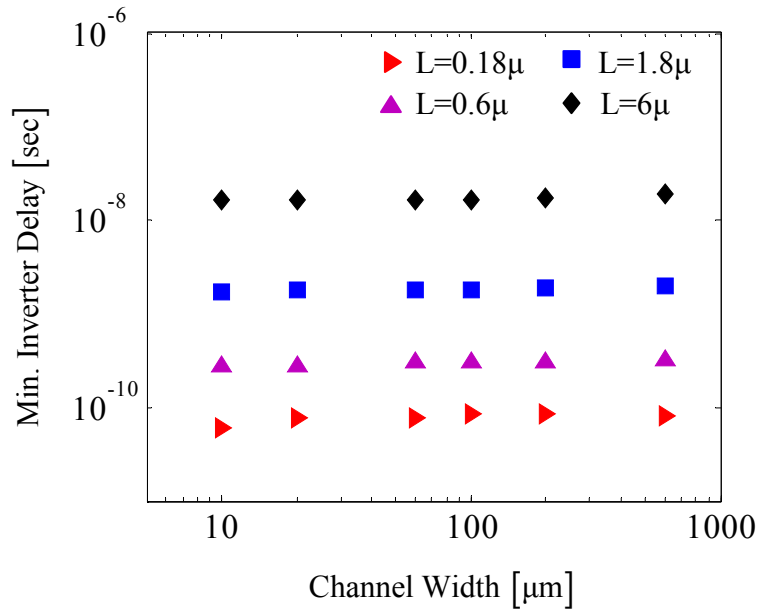 10^-6
L=0.18μ L=1.8μ
L=0.6μ L=6μ
Min. Inverter Delay [sec]
10^-8
10^-10
10 100 1000
Channel Width [μm]